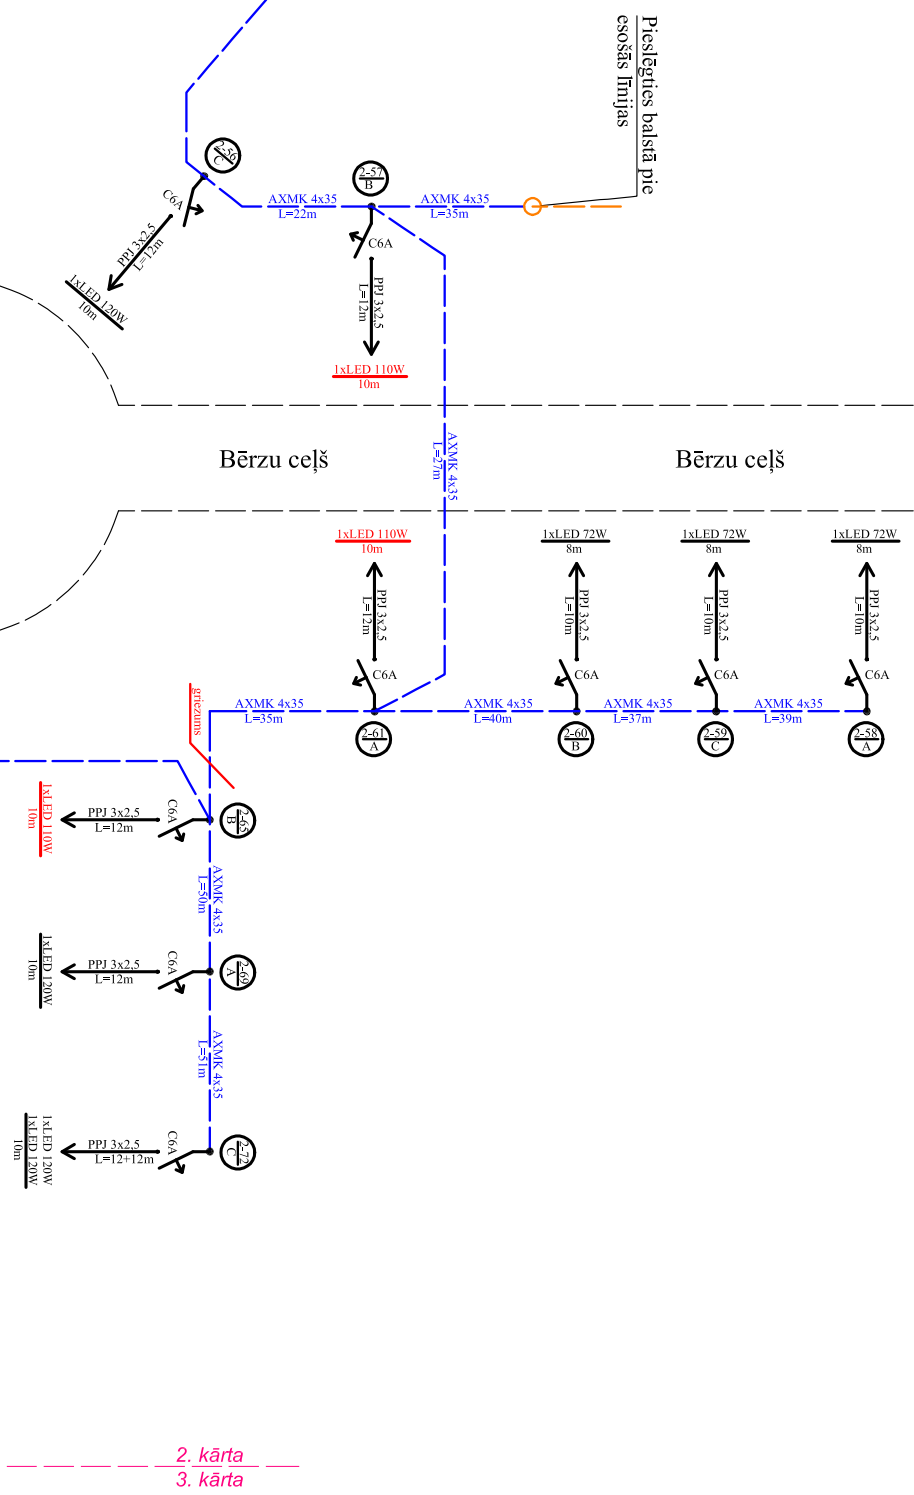 Pieslēgties balstā pie
esošās līnijas
2-56
C
C6A
PPJ 3x2,5
L=12m
1xLED 120W
10m
AXMK 4x35
L=22m
2-57
B
AXMK 4x35
L=35m
C6A
PPJ 3x2,5
L=12m
1xLED 110W
10m
Bērzu ceļš
AXMK 4x35
L=27m
Bērzu ceļš
1xLED 110W
10m
PPJ 3x2,5
L=12m
C6A
1xLED 72W
8m
PPJ 3x2,5
L=10m
C6A
1xLED 72W
8m
PPJ 3x2,5
L=10m
C6A
1xLED 72W
8m
PPJ 3x2,5
L=10m
C6A
griezums
AXMK 4x35
L=35m
2-61
A
AXMK 4x35
L=40m
2-60
B
AXMK 4x35
L=37m
2-59
C
AXMK 4x35
L=39m
2-58
A
1xLED 110W
10m
PPJ 3x2,5
L=12m
C6A
2-65
B
AXMK 4x35
L=50m
1xLED 120W
10m
PPJ 3x2,5
L=12m
C6A
2-69
A
AXMK 4x35
L=51m
1xLED 120W
1xLED 120W
10m
PPJ 3x2,5
L=12+12m
C6A
2-72
C
2. kārta
3. kārta